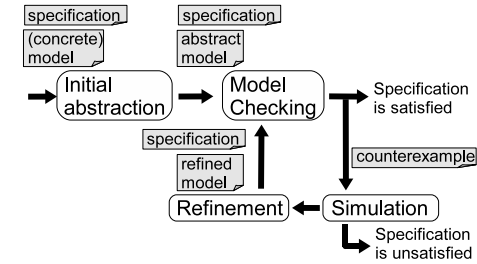 specification
(concrete)
model
specification
abstract
model
Initial
abstraction
Model
Checking
Specification
is satisfied
specification
refined
model
counterexample
Refinement
Simulation
Specification
is unsatisfied